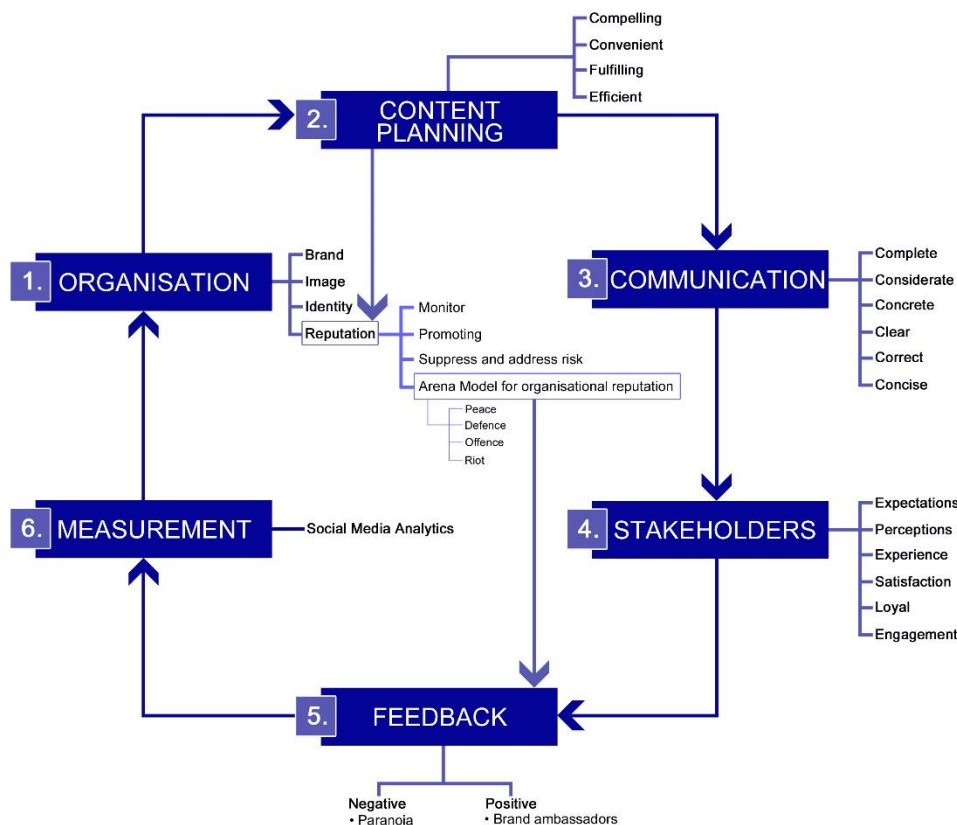 Compelling
Convenient
Fulfilling
Efficient
2.
CONTENT
PLANNING
1.
ORGANISATION
Brand
Image
Identity
Reputation
Monitor
Promoting
Suppress and address risk
Arena Model for organisational reputation
Peace
Defence
Offence
Riot
3.
COMMUNICATION
Complete
Considerate
Concrete
Clear
Correct
Concise
6.
MEASUREMENT
Social Media Analytics
4.
STAKEHOLDERS
Expectations
Perceptions
Experience
Satisfaction
Loyal
Engagement
5.
FEEDBACK
Negative
• Paranoia
Positive
• Brand ambassadors